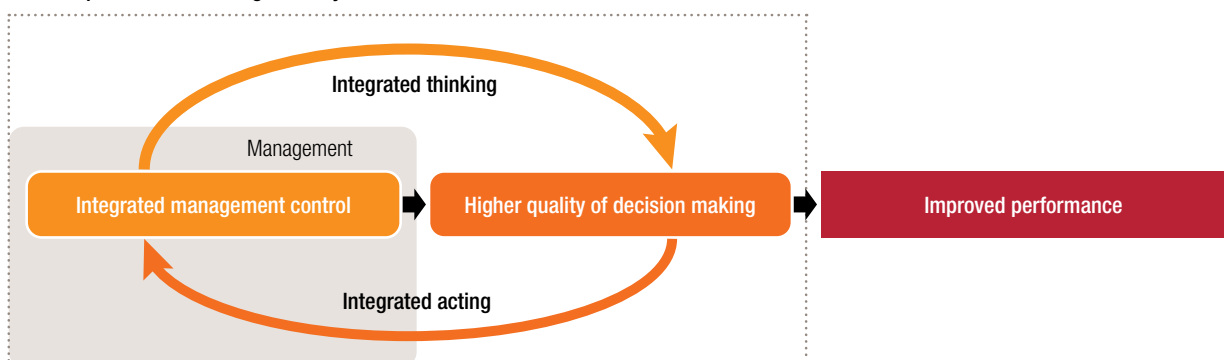 Integrated thinking
Management
Integrated management control
Higher quality of decision making
Improved performance
Integrated acting